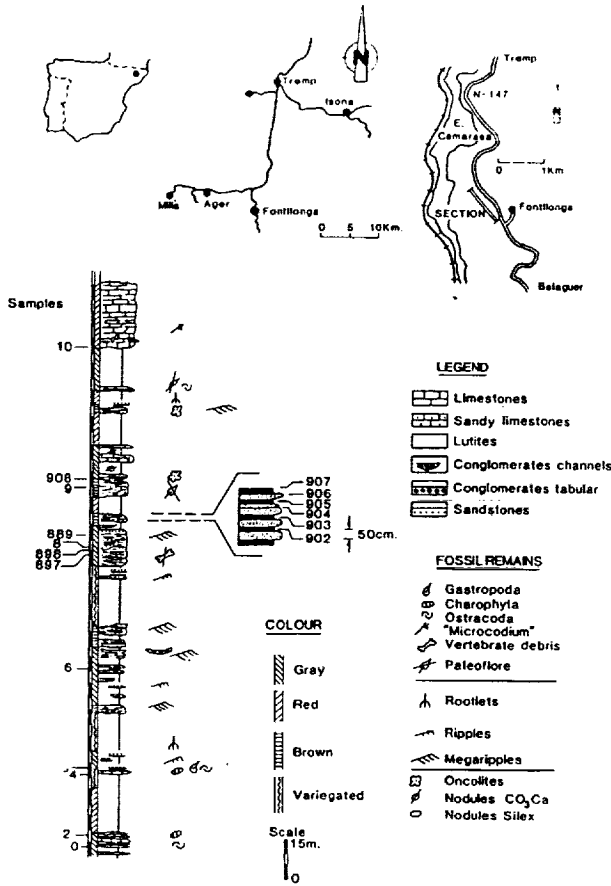 Tremp
N
Isona
Milla
Ager
Fontllonga
0 5 10Km.
Tremp
N-147
N
E.
Camarasa
0 1Km
SECTION
Fontllonga
Balaguer
Samples
10
908
9
889
8
898
897
6
4
2
0
907
906
905
904
903
902
50cm.
COLOUR
Gray
Red
Brown
Variegated
Scale
15m.
0
LEGEND
Limestones
Sandy limestones
Lutites
Conglomerates channels
Conglomerates tabular
Sandstones
FOSSIL REMAINS
Gastropoda
Charophyta
Ostracoda
"Microcodium"
Vertebrate debris
Paleoflore
Rootlets
Ripples
Megaripples
Oncolites
Nodules CO₃Ca
Nodules Silex